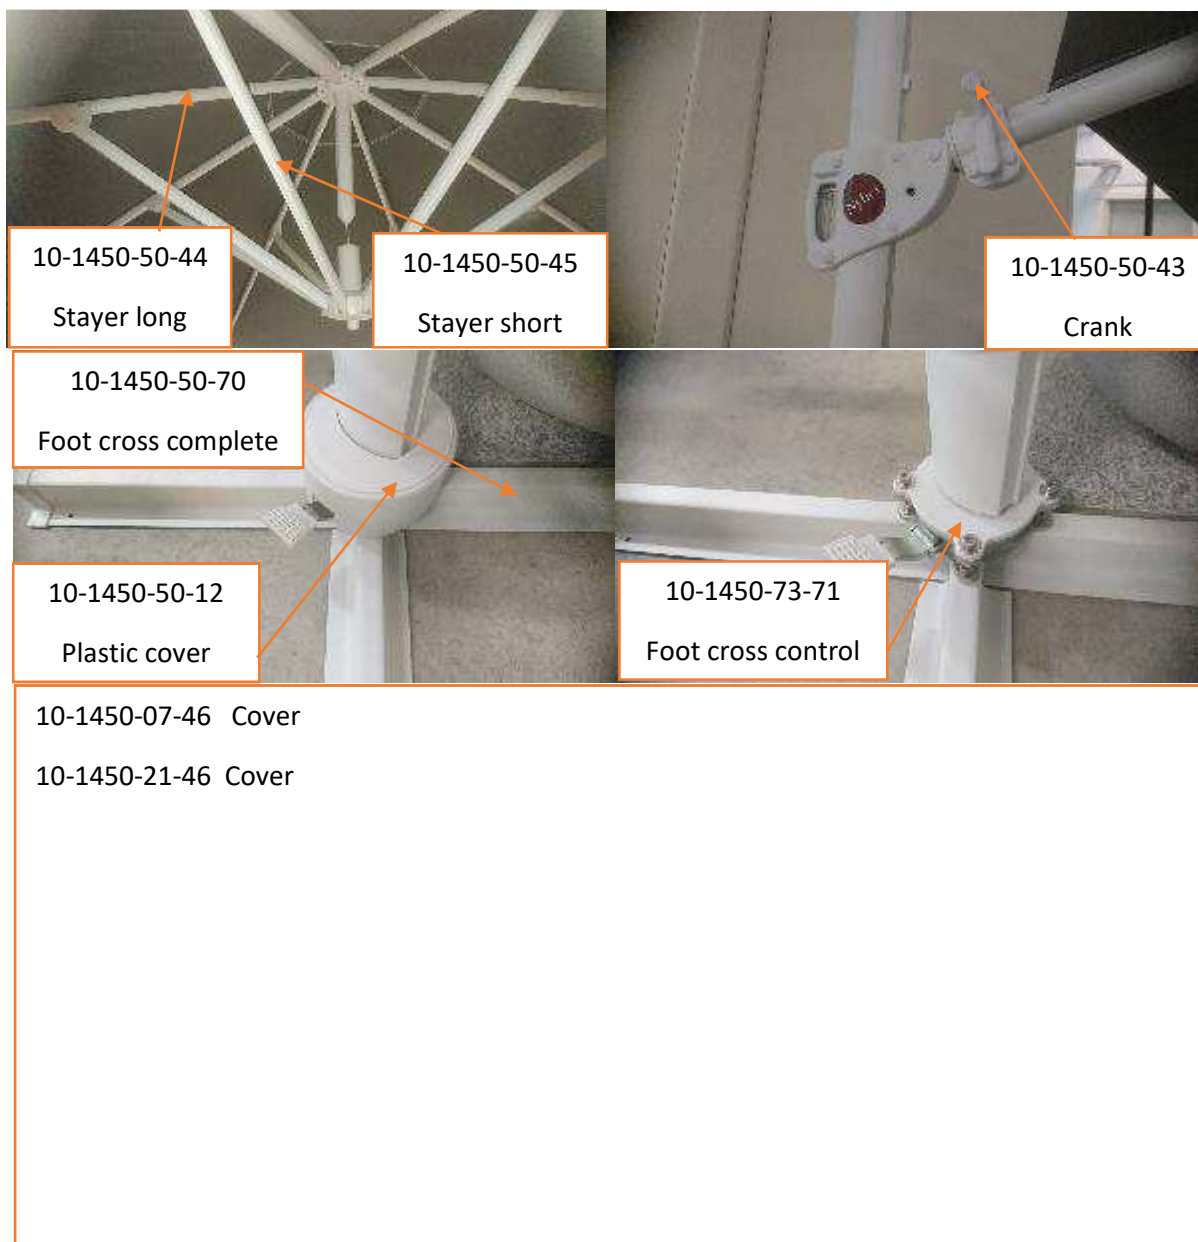 10-1450-50-44
Stayer long
10-1450-50-45
Stayer short
10-1450-50-43
Crank
10-1450-50-70
Foot cross complete
10-1450-50-12
Plastic cover
10-1450-73-71
Foot cross control
10-1450-07-46 Cover
10-1450-21-46 Cover